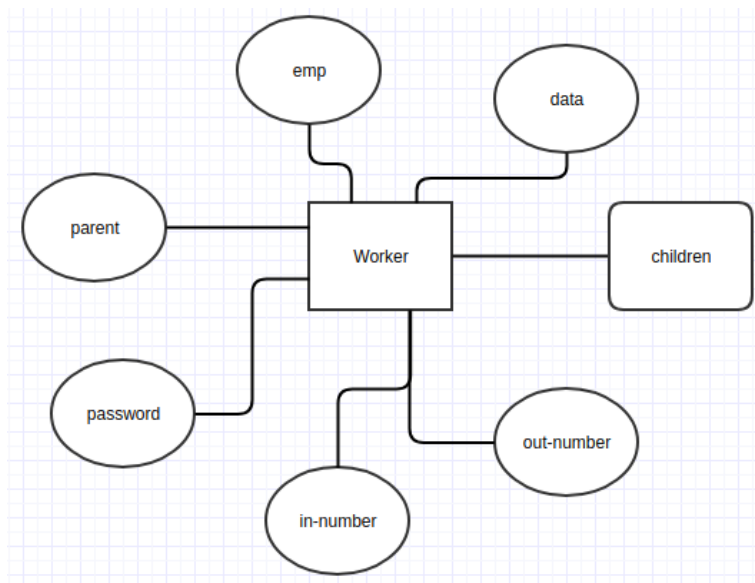 emp
data
parent
Worker
children
password
out-number
in-number